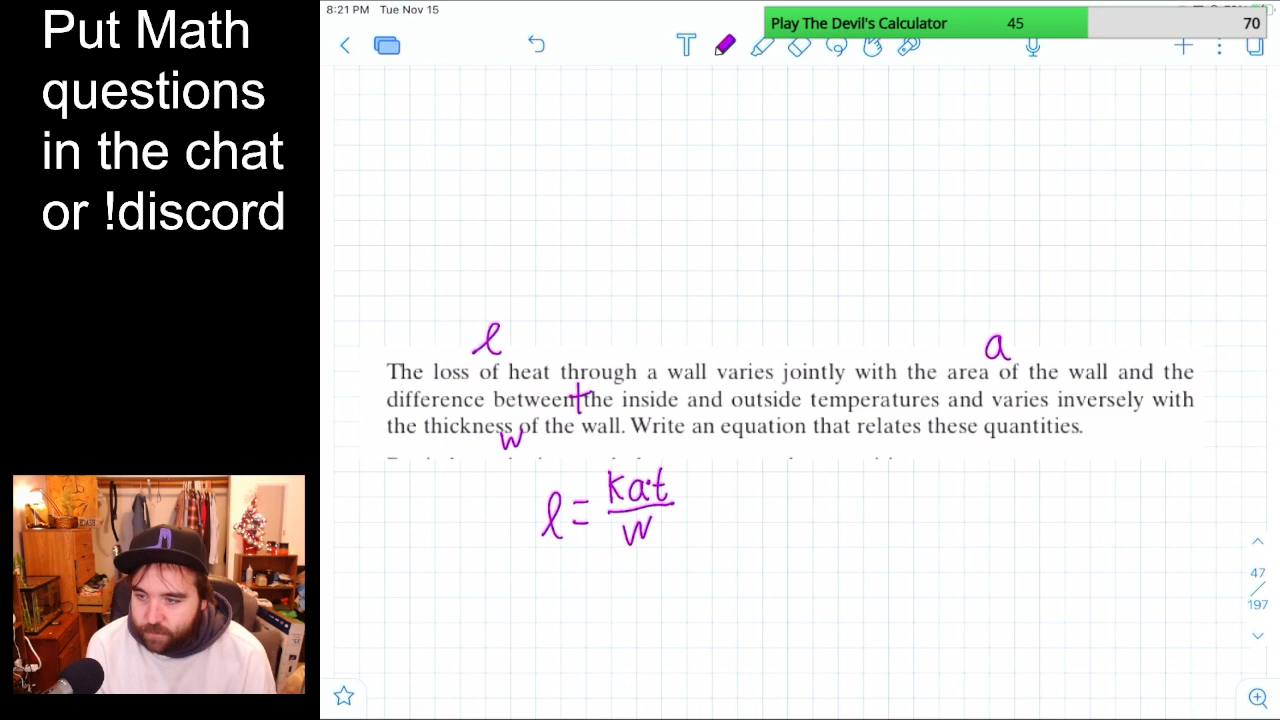 Put Math
questions
in the chat
or !discord
8:21 PM Tue Nov 15
Play The Devil's Calculator 45 70
T
l
a
The loss of heat through a wall varies jointly with the area of the wall and the
t
difference between the inside and outside temperatures and varies inversely with
the thickness of the wall. Write an equation that relates these quantities.
w
l = ka·t
w
47
197